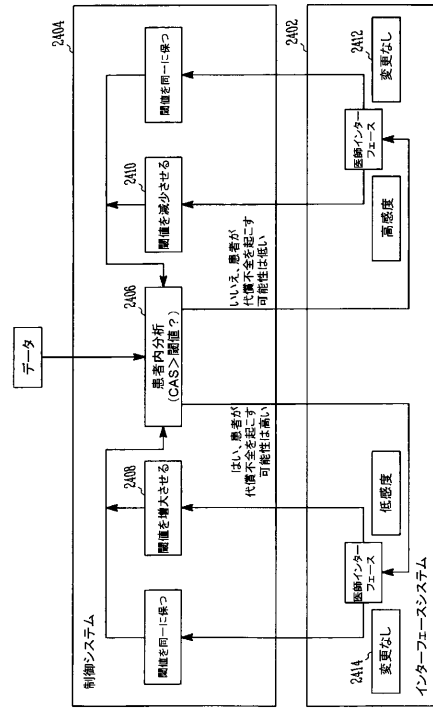 データ
2404
制御システム
閾値を同一に保つ
2408
閾値を増大させる
2406
患者内分析
(CAS>閾値?)
2410
閾値を減少させる
閾値を同一に保つ
はい、患者が
代償不全を起こす
可能性は高い
いいえ、患者が
代償不全を起こす
可能性は低い
2402
インターフェースシステム
2414
変更なし
医師インター
フェース
低感度
高感度
医師インター
フェース
2412
変更なし